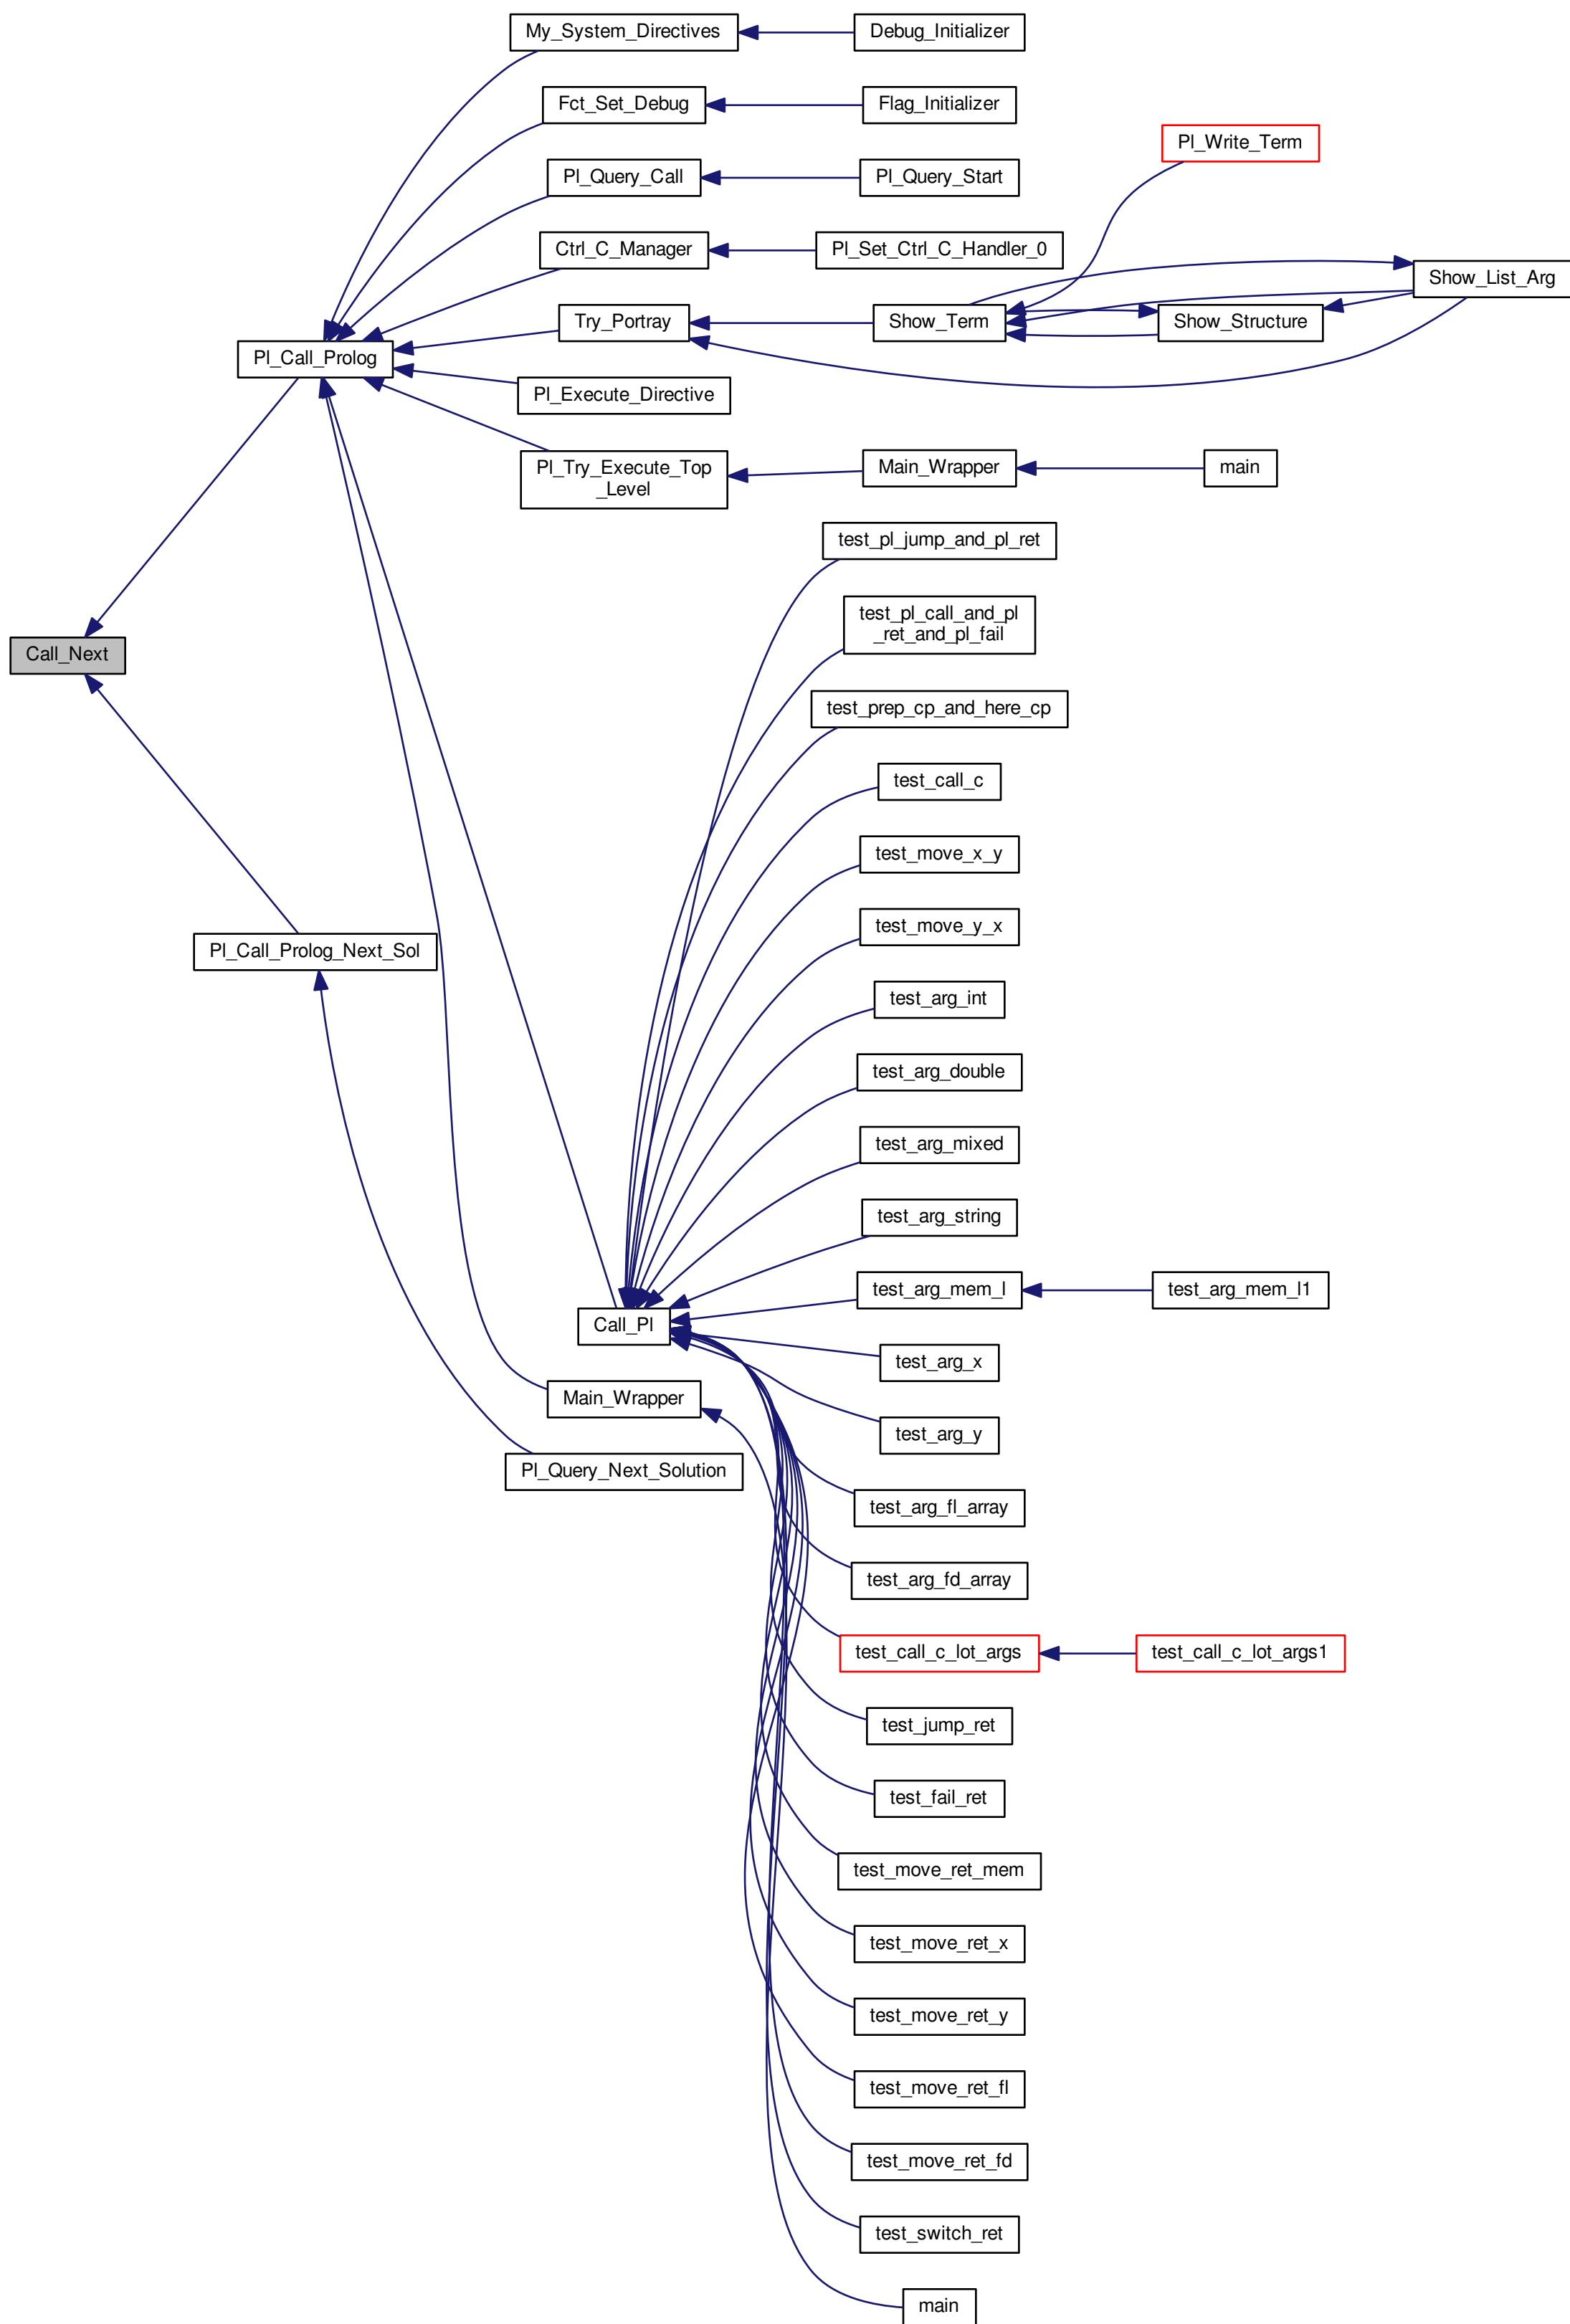 My_System_Directives
Debug_Initializer
Fct_Set_Debug
Flag_Initializer
Pl_Write_Term
Pl_Query_Call
Pl_Query_Start
Ctrl_C_Manager
Pl_Set_Ctrl_C_Handler_0
Show_List_Arg
Try_Portray
Show_Term
Show_Structure
Pl_Call_Prolog
Pl_Execute_Directive
Pl_Try_Execute_Top
_Level
Main_Wrapper
main
test_pl_jump_and_pl_ret
test_pl_call_and_pl
_ret_and_pl_fail
Call_Next
test_prep_cp_and_here_cp
test_call_c
test_move_x_y
test_move_y_x
Pl_Call_Prolog_Next_Sol
test_arg_int
test_arg_double
test_arg_mixed
test_arg_string
test_arg_mem_l
test_arg_mem_l1
Call_Pl
test_arg_x
Main_Wrapper
test_arg_y
Pl_Query_Next_Solution
test_arg_fl_array
test_arg_fd_array
test_call_c_lot_args
test_call_c_lot_args1
test_jump_ret
test_fail_ret
test_move_ret_mem
test_move_ret_x
test_move_ret_y
test_move_ret_fl
test_move_ret_fd
test_switch_ret
main